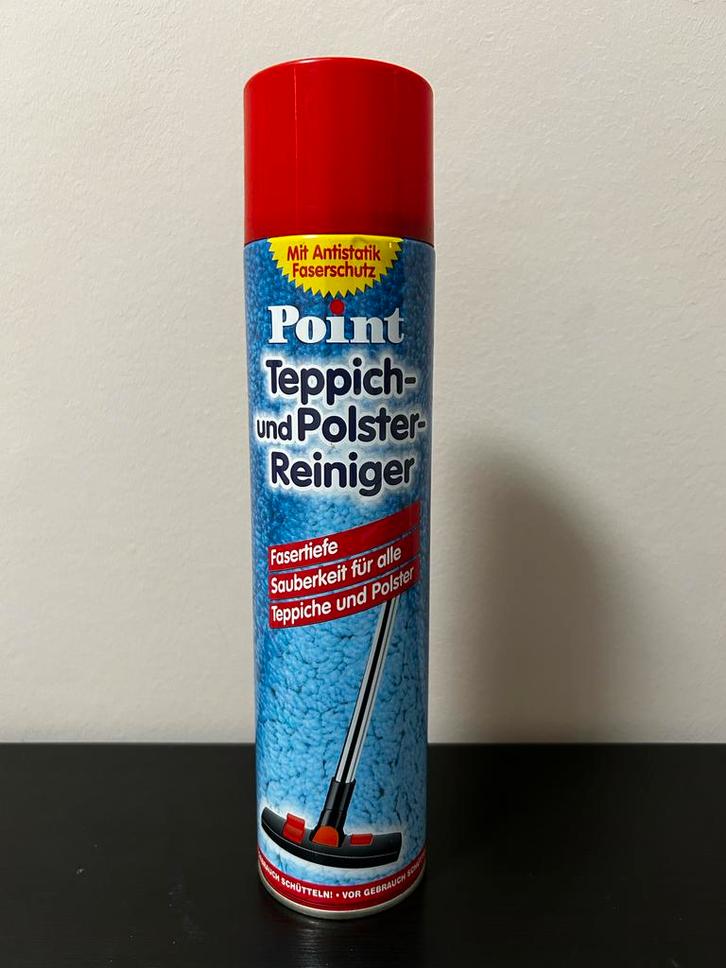 Mit Antistatik
Faserschutz
Point
Teppich-
und Polster-
Reiniger
Fasertiefe
Sauberkeit für alle
Teppiche und Polster
SCHÜTTELN! • VOR GEBRAUCH